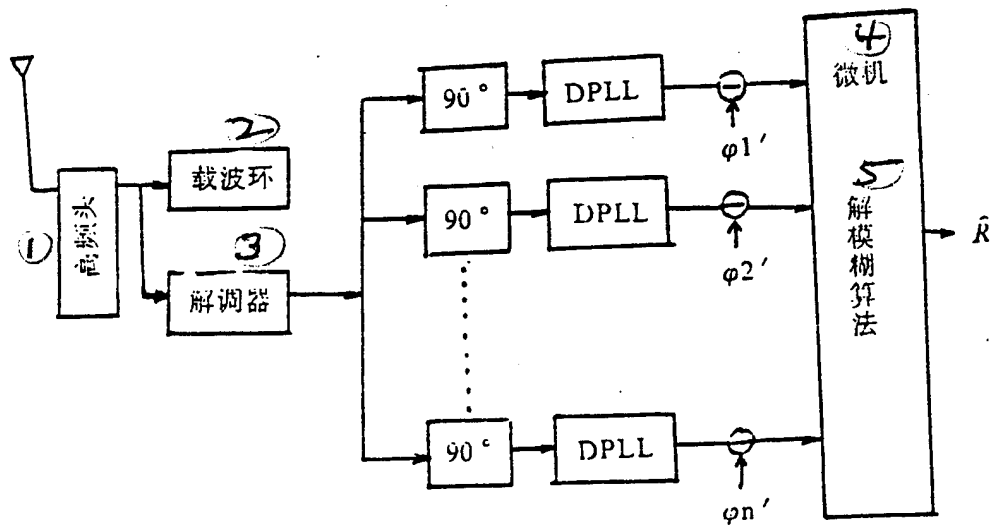 ④
微机
90°
DPLL
φ1′
②
载波环
5
解模糊算法
90°
DPLL
φ2′
R̂
①
高频头
③
解调器
90°
DPLL
φn′